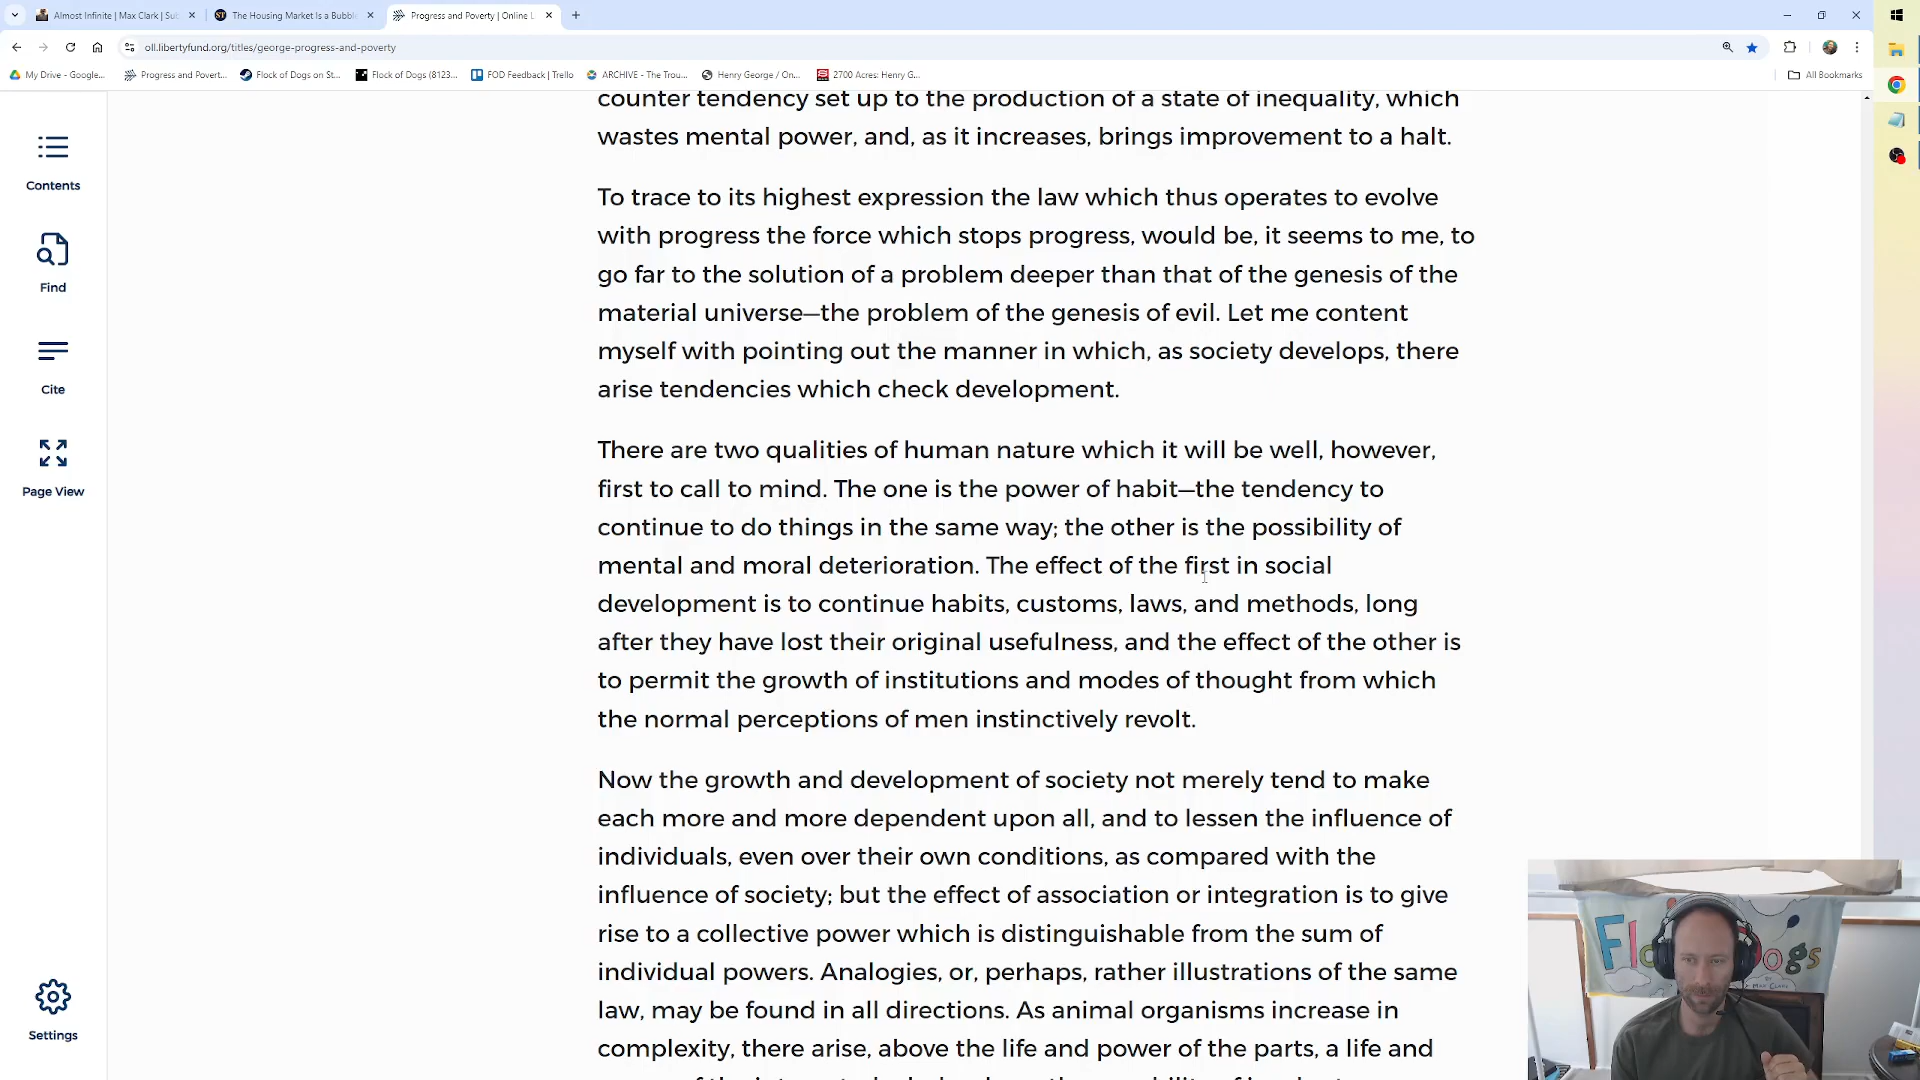 Almost Infinite | Max Clark | Su
The Housing Market Is a Bubbl
Progress and Poverty | Online L
oll.libertyfund.org/titles/george-progress-and-poverty
My Drive - Google...
Progress and Povert...
Flock of Dogs on St...
Flock of Dogs (8123...
FOD Feedback | Trello
ARCHIVE - The Trou...
Henry George / On...
2700 Acres: Henry G...
All Bookmarks
Contents
Find
Cite
Page View
Settings
counter tendency set up to the production of a state of inequality, which
wastes mental power, and, as it increases, brings improvement to a halt.
To trace to its highest expression the law which thus operates to evolve
with progress the force which stops progress, would be, it seems to me, to
go far to the solution of a problem deeper than that of the genesis of the
material universe—the problem of the genesis of evil. Let me content
myself with pointing out the manner in which, as society develops, there
arise tendencies which check development.
There are two qualities of human nature which it will be well, however,
first to call to mind. The one is the power of habit—the tendency to
continue to do things in the same way; the other is the possibility of
mental and moral deterioration. The effect of the first in social
development is to continue habits, customs, laws, and methods, long
after they have lost their original usefulness, and the effect of the other is
to permit the growth of institutions and modes of thought from which
the normal perceptions of men instinctively revolt.
Now the growth and development of society not merely tend to make
each more and more dependent upon all, and to lessen the influence of
individuals, even over their own conditions, as compared with the
influence of society; but the effect of association or integration is to give
rise to a collective power which is distinguishable from the sum of
individual powers. Analogies, or, perhaps, rather illustrations of the same
law, may be found in all directions. As animal organisms increase in
complexity, there arise, above the life and power of the parts, a life and
Flo
Dogs
BY MAX CLARK